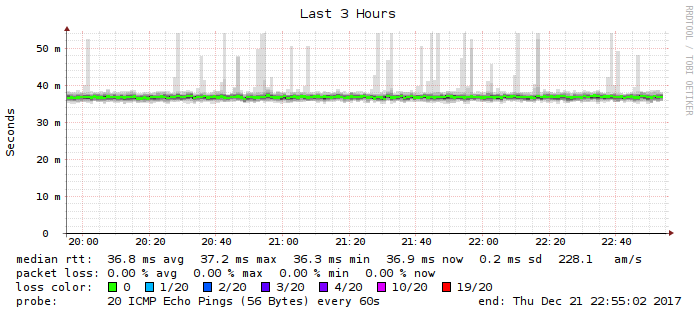 Last 3 Hours
RRDTOOL / TOBI OETIKER
Seconds
50 m
40 m
30 m
20 m
10 m
0
20:00 20:20 20:40 21:00 21:20 21:40 22:00 22:20 22:40
median rtt: 36.8 ms avg 37.2 ms max 36.3 ms min 36.9 ms now 0.2 ms sd 228.1 am/s
packet loss: 0.00 % avg 0.00 % max 0.00 % min 0.00 % now
loss color: 0 1/20 2/20 3/20 4/20 10/20 19/20
probe: 20 ICMP Echo Pings (56 Bytes) every 60s end: Thu Dec 21 22:55:02 2017